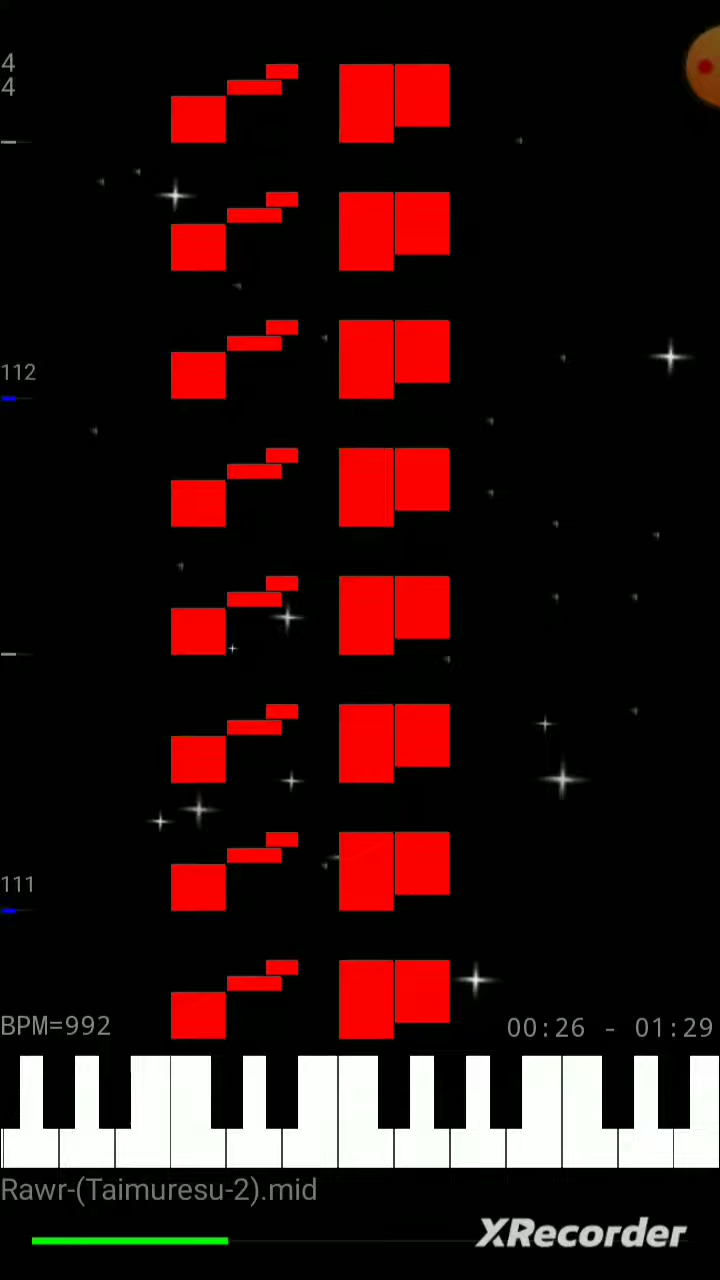 4
4
112
111
BPM=992
00:26 - 01:29
Rawr-(Taimuresu-2).mid
XRecorder